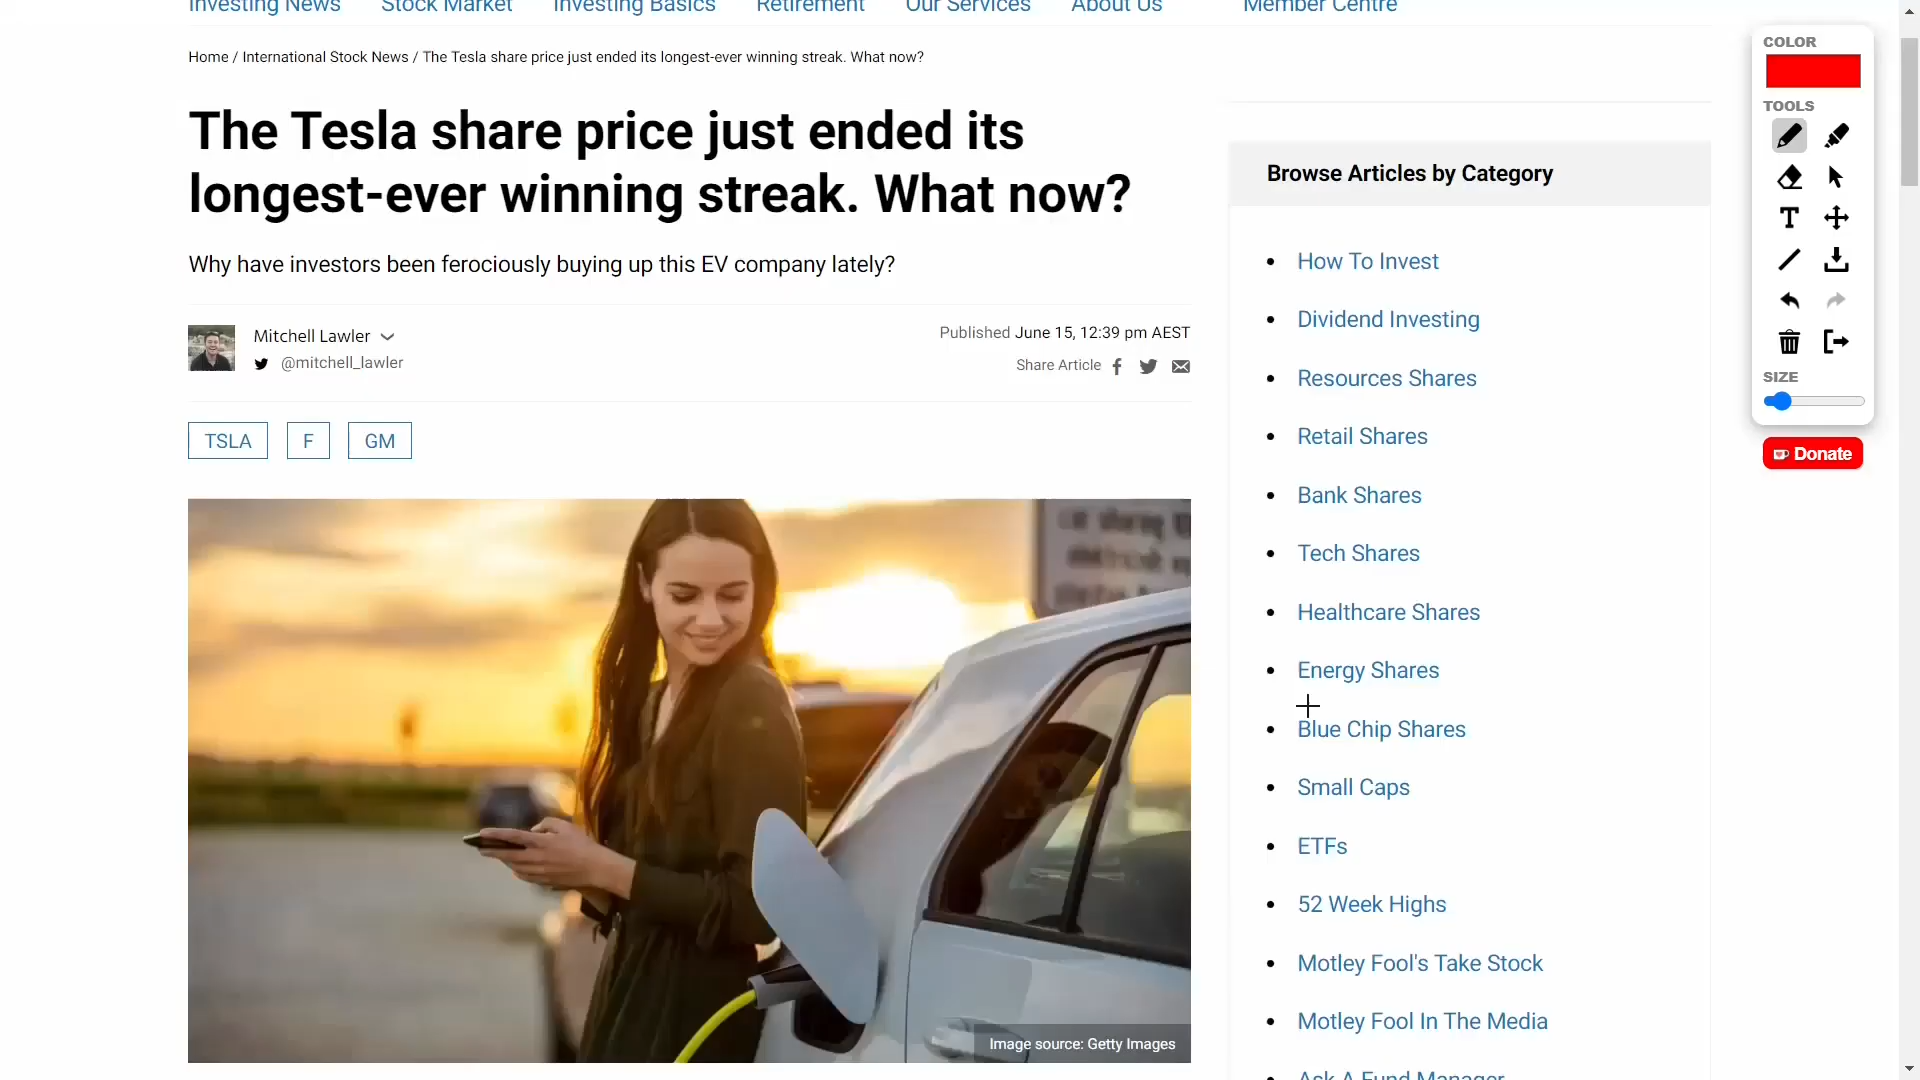 Investing News Stock Market Investing Basics Retirement Our Services About Us Member Centre
Home / International Stock News / The Tesla share price just ended its longest-ever winning streak. What now?
The Tesla share price just ended its
longest-ever winning streak. What now?
Why have investors been ferociously buying up this EV company lately?
Mitchell Lawler
@mitchell_lawler
Published June 15, 12:39 pm AEST
Share Article
TSLA F GM
Image source: Getty Images
Browse Articles by Category
How To Invest
Dividend Investing
Resources Shares
Retail Shares
Bank Shares
Tech Shares
Healthcare Shares
Energy Shares
Blue Chip Shares
Small Caps
ETFs
52 Week Highs
Motley Fool's Take Stock
Motley Fool In The Media
Ask A Fund Manager
COLOR
TOOLS
SIZE
Donate